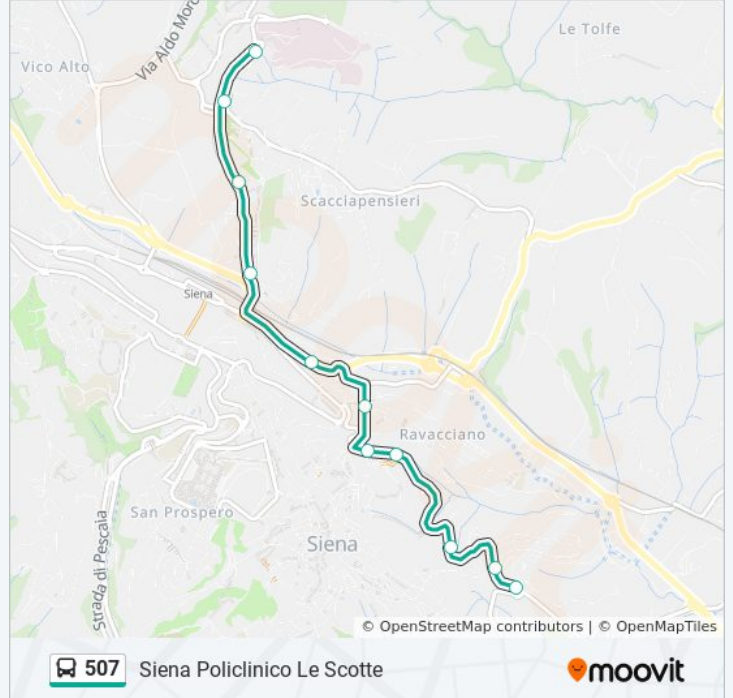 Le Tolfe
Via Aldo Moro
Vico Alto
Scacciapensieri
Siena
Ravacciano
San Prospero
Siena
Strada di Pescaia
© OpenStreetMap contributors | © OpenMapTiles
507 Siena Policlinico Le Scotte
moovit